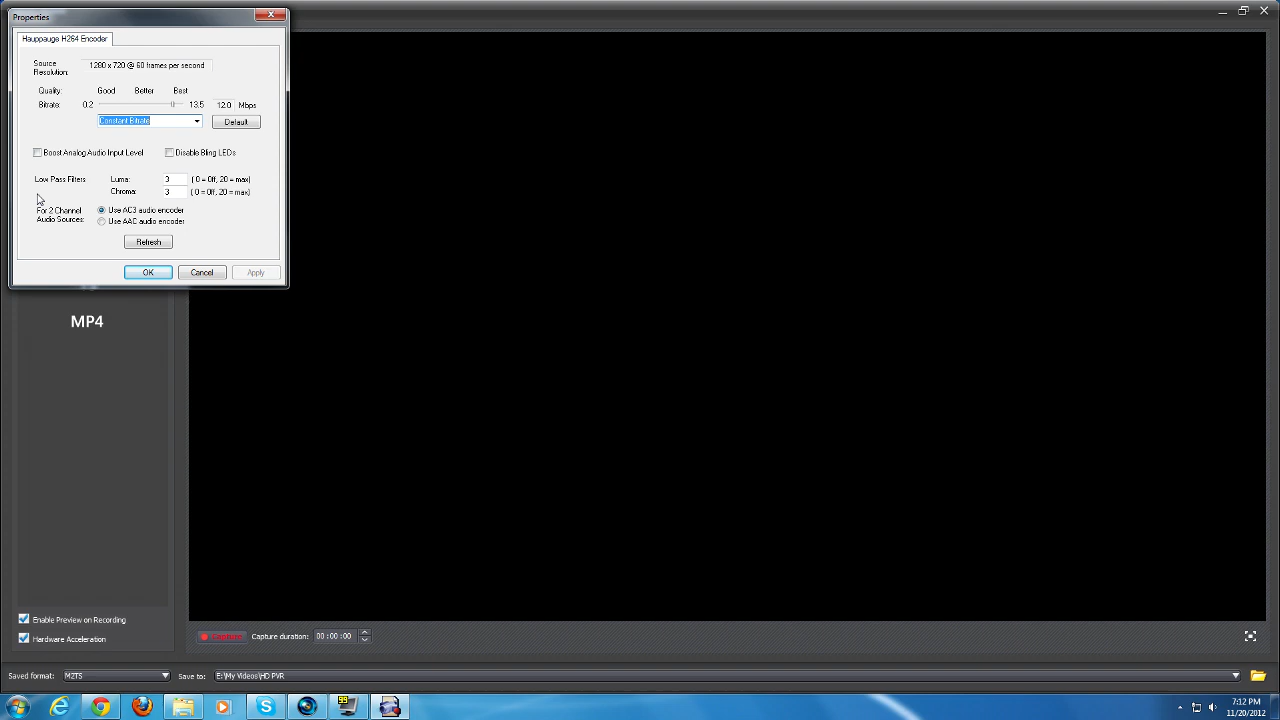 Properties
Hauppauge H264 Encoder
Source Resolution: 1280 x 720 @ 60 frames per second
Quality: Good Better Best
Bitrate: 0.2 13.5 12.0 Mbps
Constant Bitrate Default
Boost Analog Audio Input Level Disable Bling LEDs
Low Pass Filters Luma: 3 ( 0 = Off, 20 = max)
Chroma: 3 ( 0 = Off, 20 = max)
For 2 Channel Audio Sources: Use AC3 audio encoder
Use AAC audio encoder
Refresh
OK Cancel Apply
MP4
Enable Preview on Recording
Hardware Acceleration
Capture Capture duration: 00 :00 :00
Saved format: M2TS Save to: E:\My Videos\HD PVR
99
7:12 PM
11/20/2012